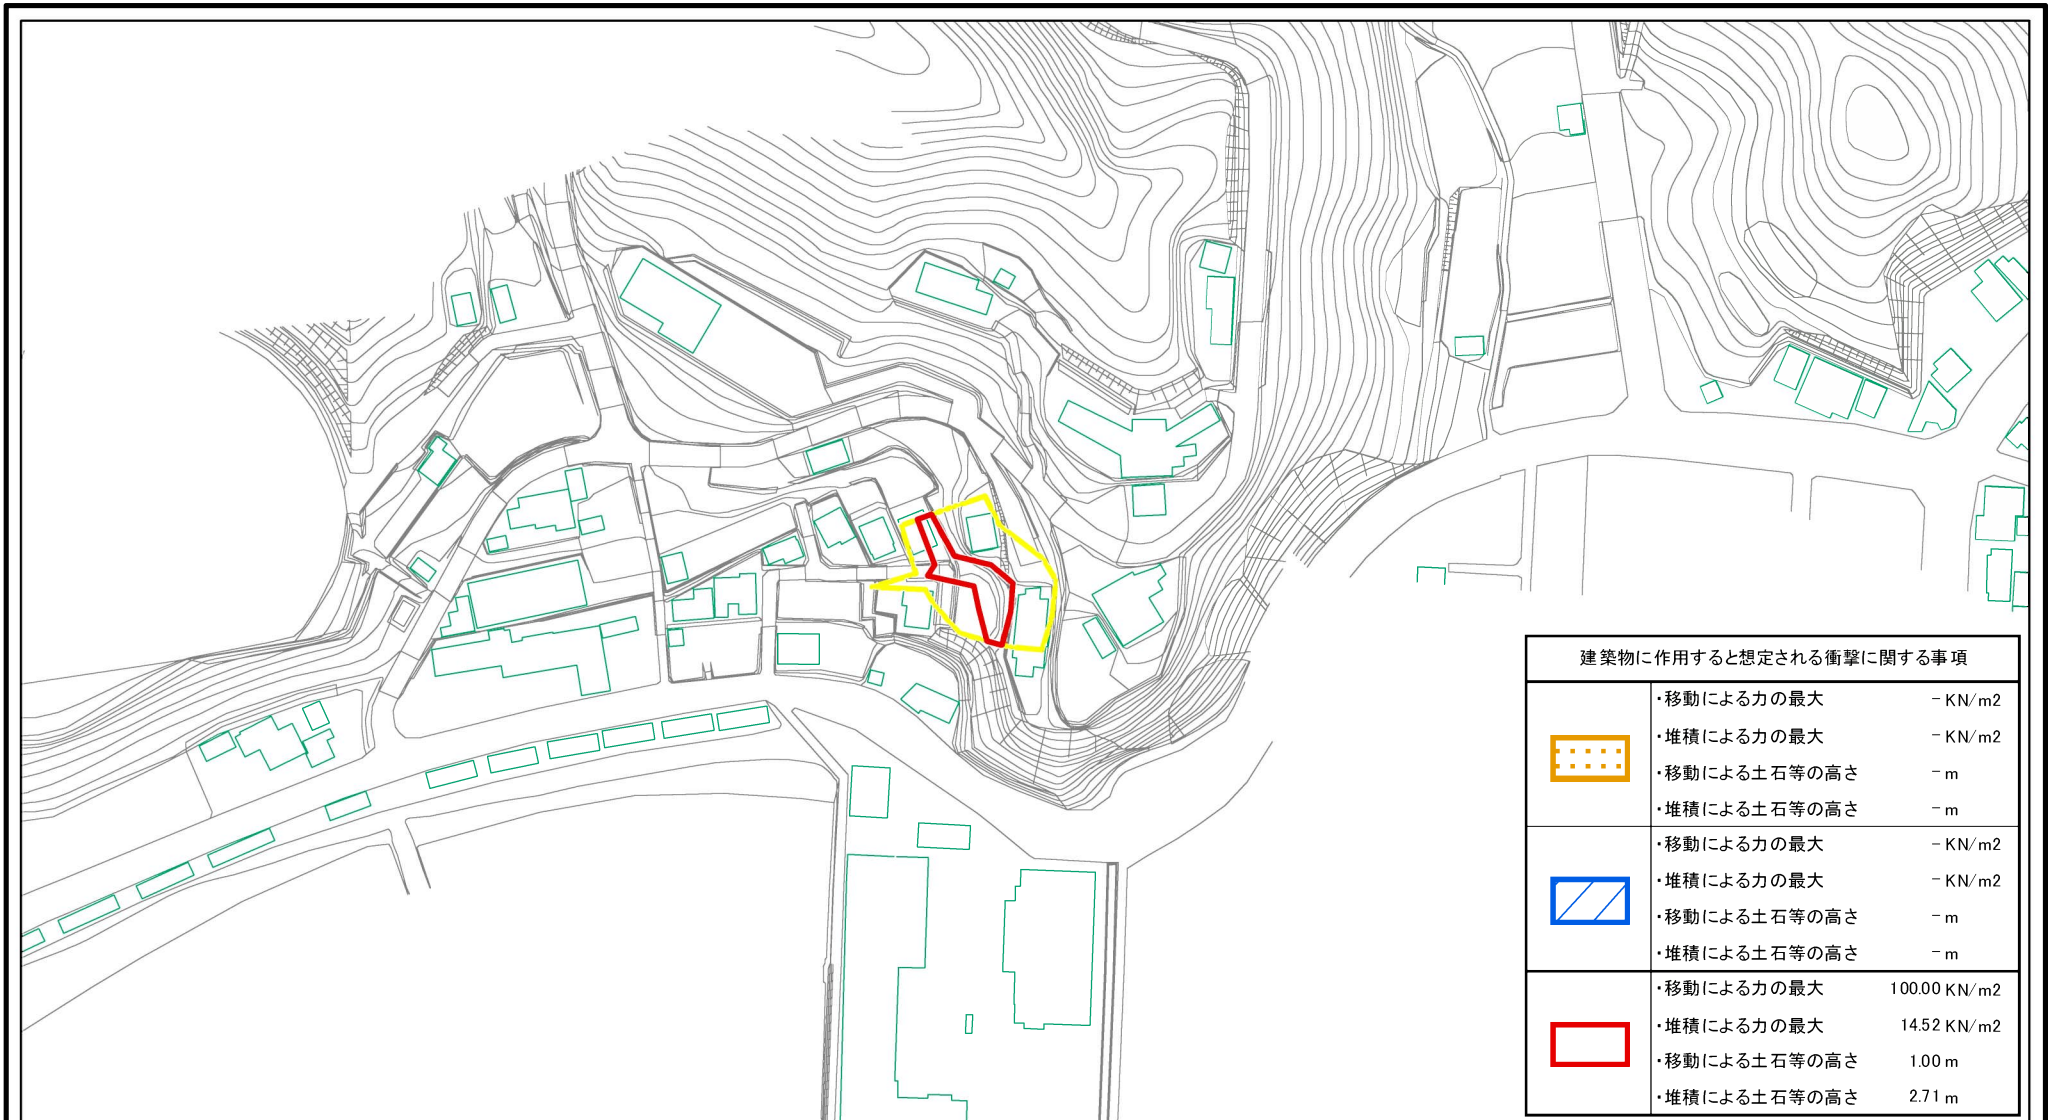 建築物に作用すると想定される衝撃に関する事項
・移動による力の最大 - KN/m2
・堆積による力の最大 - KN/m2
・移動による土石等の高さ - m
・堆積による土石等の高さ - m
・移動による力の最大 - KN/m2
・堆積による力の最大 - KN/m2
・移動による土石等の高さ - m
・堆積による土石等の高さ - m
・移動による力の最大 100.00 KN/m2
・堆積による力の最大 14.52 KN/m2
・移動による土石等の高さ 1.00 m
・堆積による土石等の高さ 2.71 m